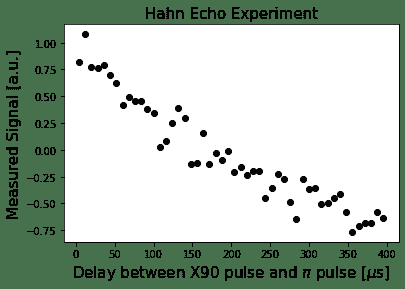 Hahn Echo Experiment
Measured Signal [a.u.]
1.00
0.75
0.50
0.25
0.00
−0.25
−0.50
−0.75
0 50 100 150 200 250 300 350 400
Delay between X90 pulse and π pulse [μs]